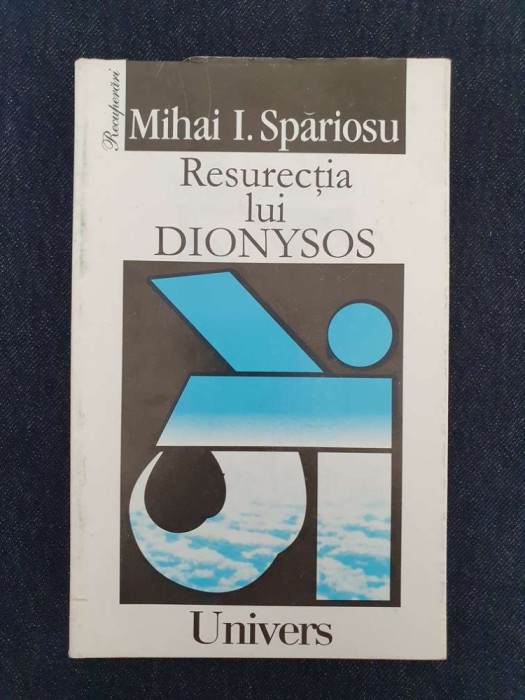 Recuperări
Mihai I. Spăriosu
Resurecția
lui
DIONYSOS
Univers